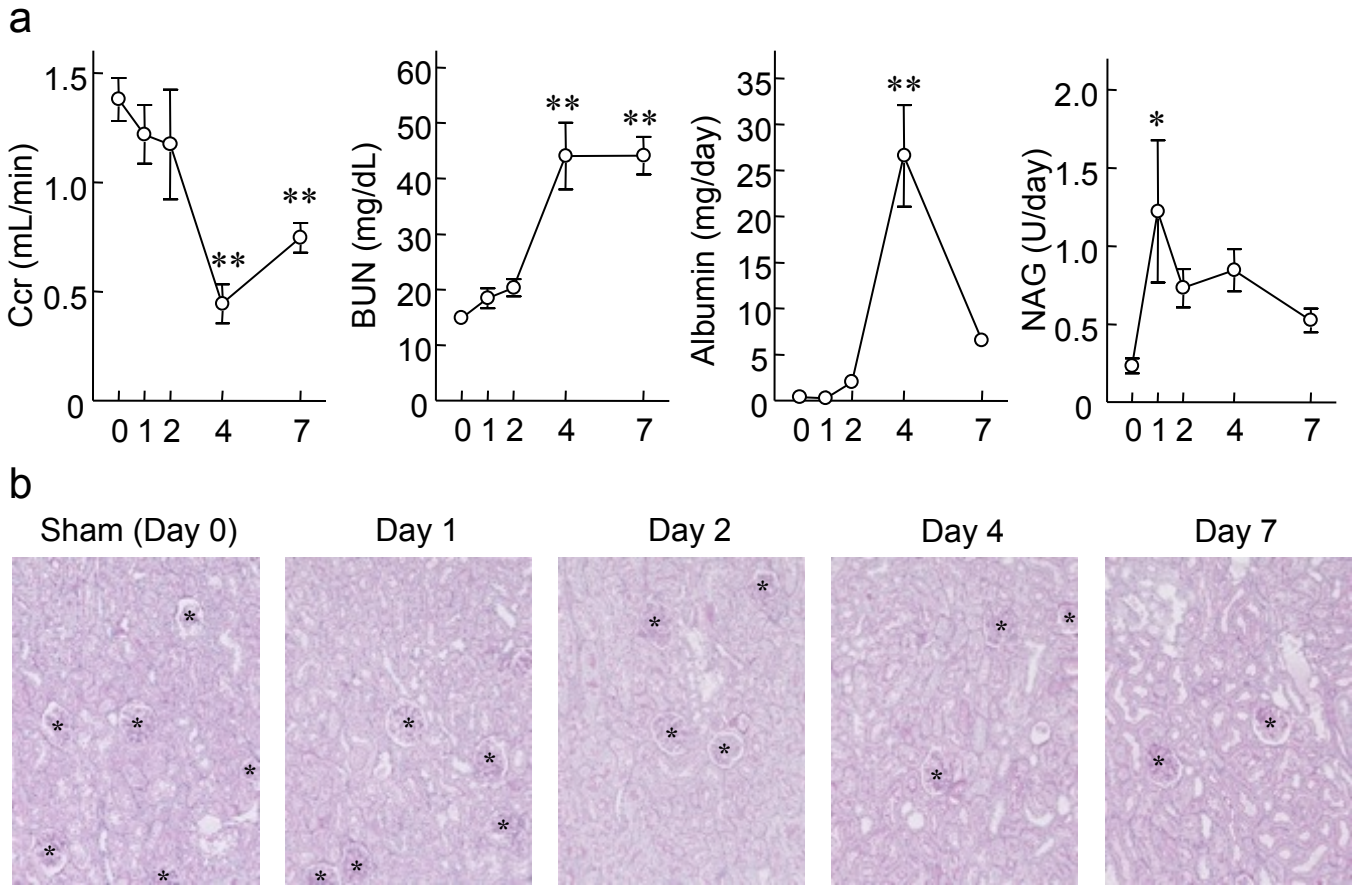 a
Ccr (mL/min)
1.5
1.0
0.5
0
** **
0 1 2 4 7
BUN (mg/dL)
60
50
40
30
20
10
0
** **
0 1 2 4 7
Albumin (mg/day)
35
30
25
20
15
10
5
0
**
0 1 2 4 7
NAG (U/day)
2.0
1.5
1.0
0.5
0
*
0 1 2 4 7
b
Sham (Day 0) Day 1 Day 2 Day 4 Day 7
* * * * * *
* * * * *
* * * *
* * *
* *